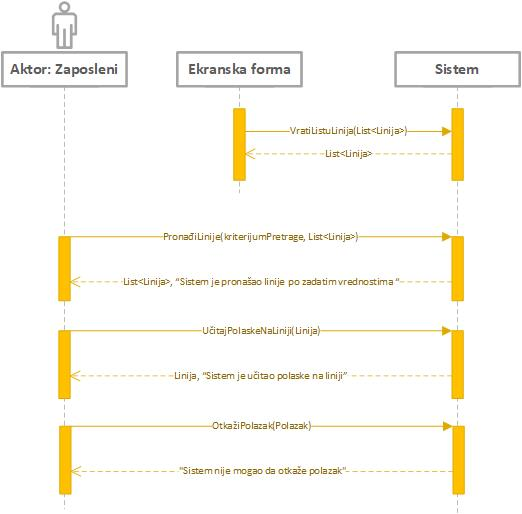 Aktor: Zaposleni
Ekranska forma
Sistem
VratiListuLinija(List<Linija>)
List<Linija>
PronađiLinije(kriterijumPretrage, List<Linija>)
List<Linija>, "Sistem je pronašao linije po zadatim vrednostima "
UčitajPolaskeNaLiniji(Linija)
Linija, "Sistem je učitao polaske na liniji"
OtkažiPolazak(Polazak)
"Sistem nije mogao da otkaže polazak"